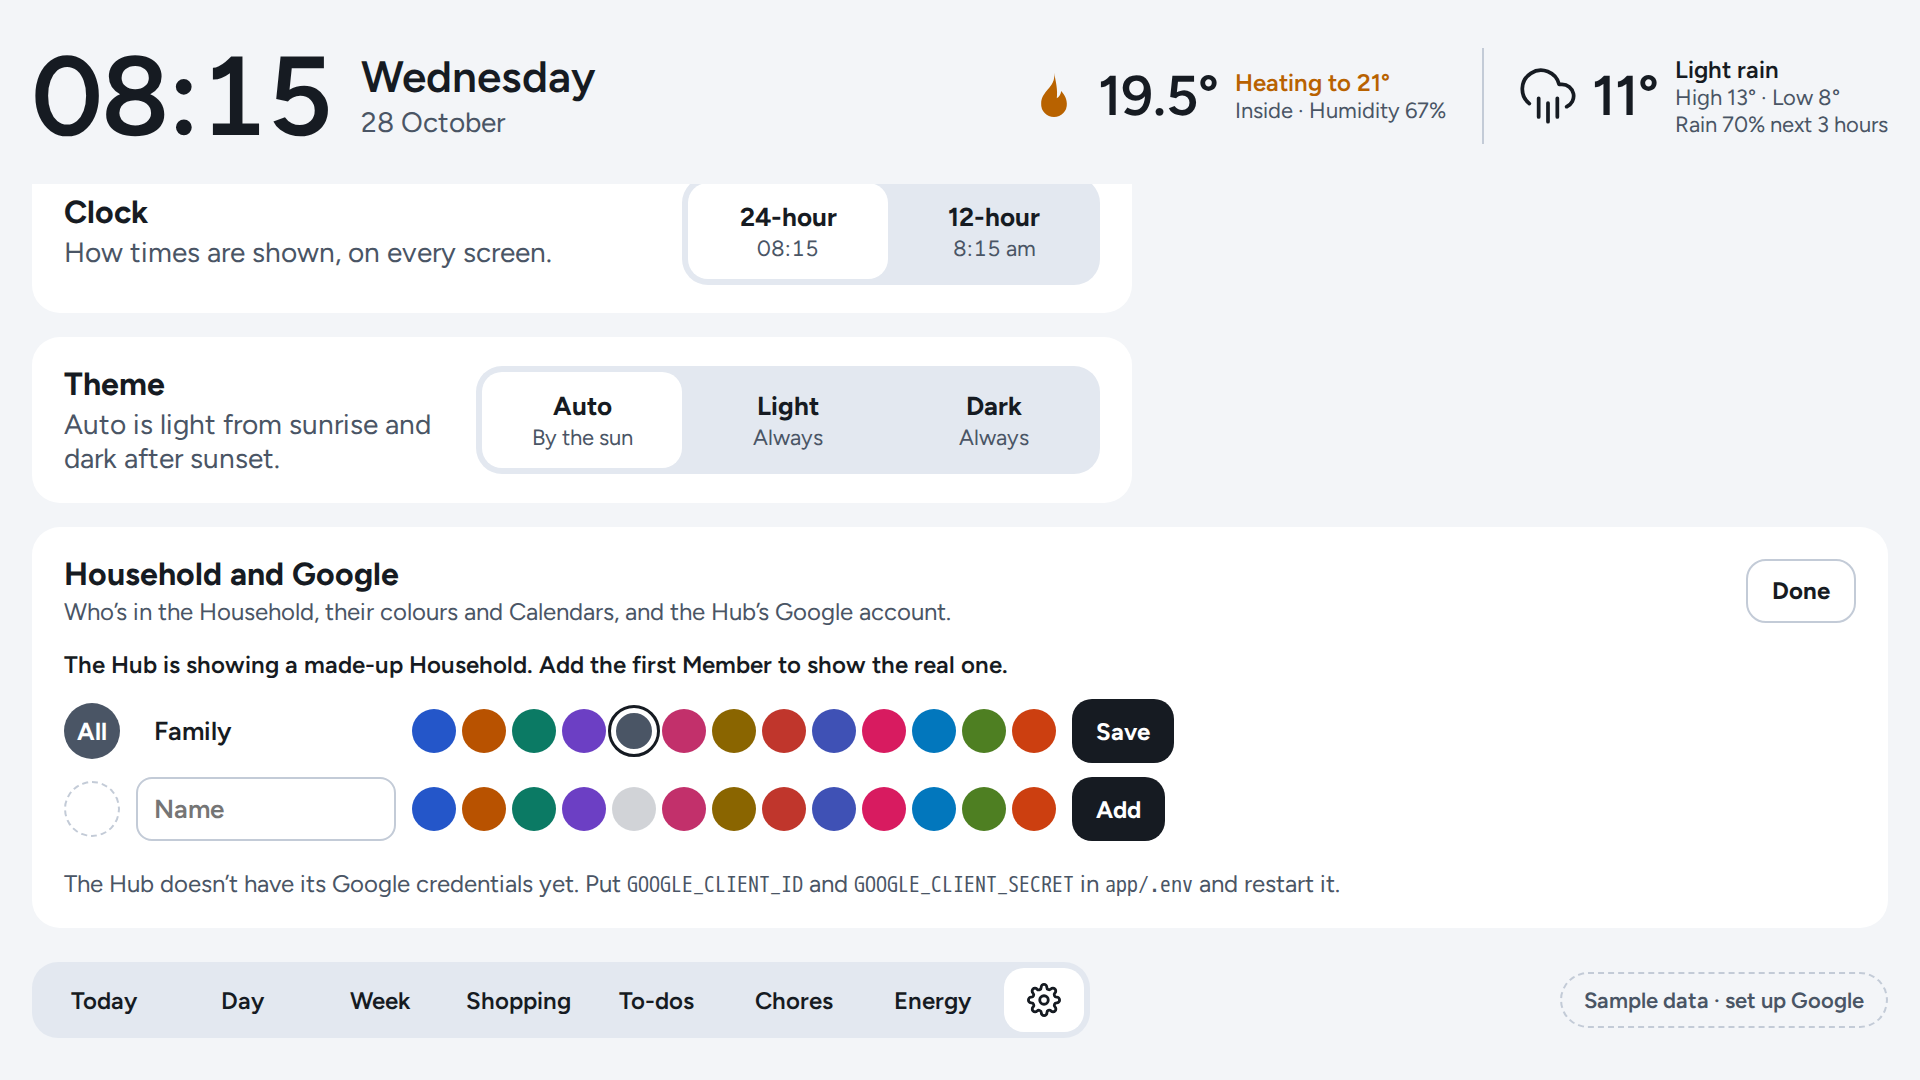 08:15
Wednesday
28 October
19.5°
Heating to 21°
Inside · Humidity 67%
11°
Light rain
High 13° · Low 8°
Rain 70% next 3 hours
Clock
How times are shown, on every screen.
24-hour
08:15
12-hour
8:15 am
Theme
Auto is light from sunrise and
dark after sunset.
Auto
By the sun
Light
Always
Dark
Always
Household and Google
Who’s in the Household, their colours and Calendars, and the Hub’s Google account.
Done
The Hub is showing a made-up Household. Add the first Member to show the real one.
All
Family
Save
Name
Add
The Hub doesn’t have its Google credentials yet. Put GOOGLE_CLIENT_ID and GOOGLE_CLIENT_SECRET in app/.env and restart it.
Today
Day
Week
Shopping
To-dos
Chores
Energy
Sample data · set up Google